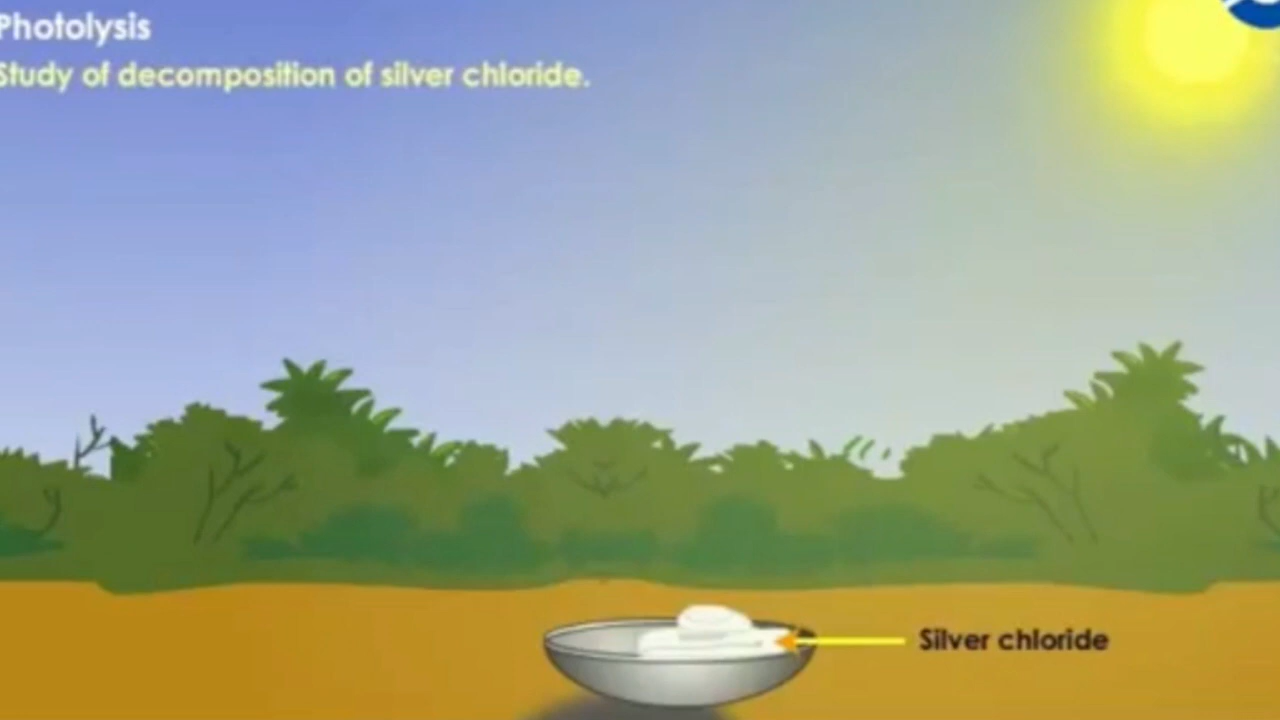 Photolysis
Study of decomposition of silver chloride.
Silver chloride